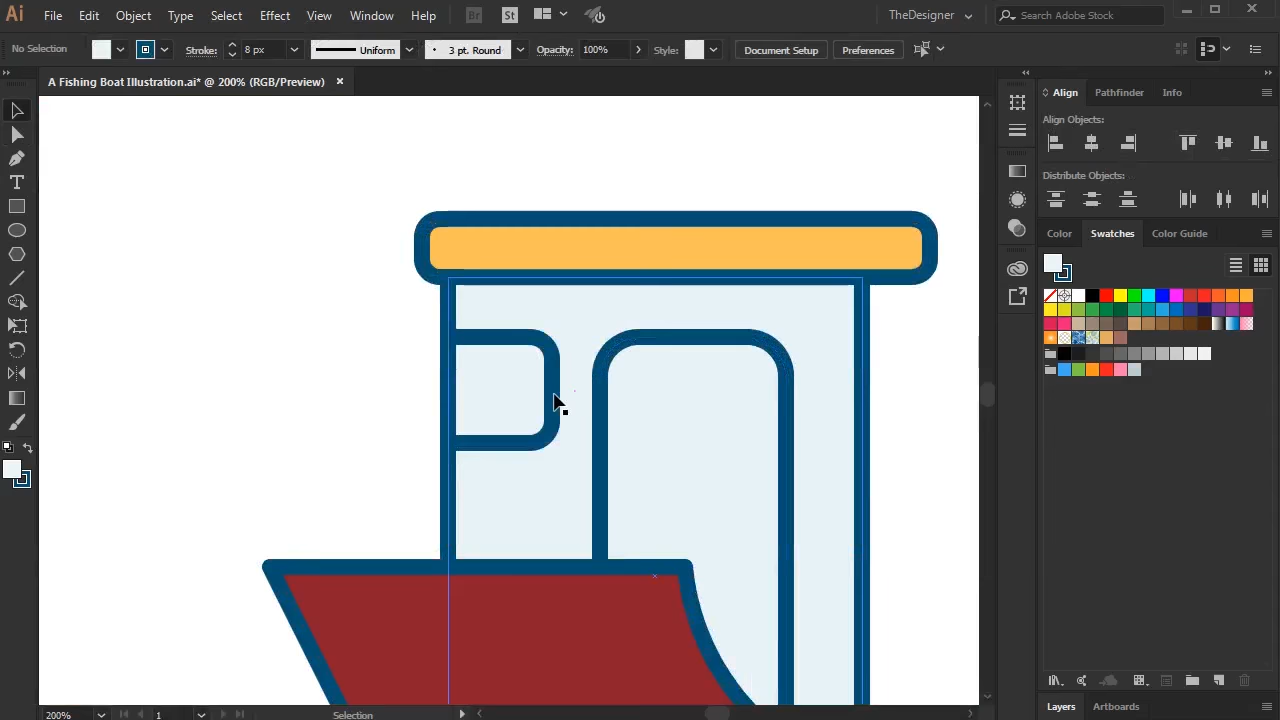 Ai File Edit Object Type Select Effect View Window Help Br St TheDesigner Search Adobe Stock
No Selection Stroke: 8 px Uniform 3 pt. Round Opacity: 100% Style: Document Setup Preferences
A Fishing Boat Illustration.ai* @ 200% (RGB/Preview)
Align Pathfinder Info
Align Objects:
Distribute Objects:
Color Swatches Color Guide
Layers Artboards
200% 1 Selection